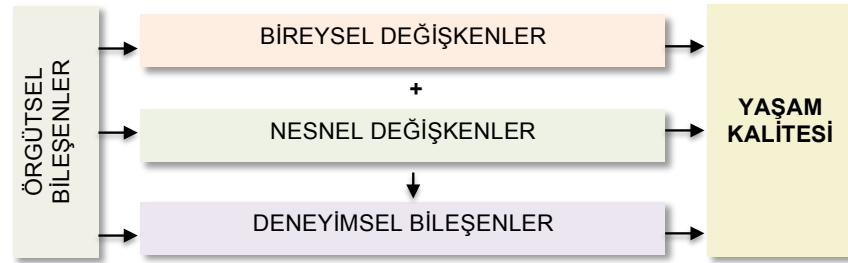 ÖRGÜTSEL
BİLEŞENLER
BİREYSEL DEĞİŞKENLER
+
NESNEL DEĞİŞKENLER
DENEYİMSEL BİLEŞENLER
YAŞAM
KALİTESİ